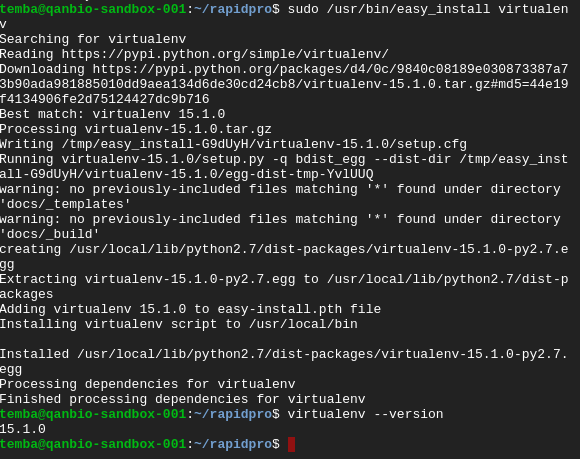 temba@qanbio-sandbox-001:~/rapidpro$ sudo /usr/bin/easy_install virtualen
v
Searching for virtualenv
Reading https://pypi.python.org/simple/virtualenv/
Downloading https://pypi.python.org/packages/d4/0c/9840c08189e030873387a7
3b90ada981885010dd9aea134d6de30cd24cb8/virtualenv-15.1.0.tar.gz#md5=44e19
f4134906fe2d75124427dc9b716
Best match: virtualenv 15.1.0
Processing virtualenv-15.1.0.tar.gz
Writing /tmp/easy_install-G9dUyH/virtualenv-15.1.0/setup.cfg
Running virtualenv-15.1.0/setup.py -q bdist_egg --dist-dir /tmp/easy_inst
all-G9dUyH/virtualenv-15.1.0/egg-dist-tmp-YvlUUQ
warning: no previously-included files matching '*' found under directory
'docs/_templates'
warning: no previously-included files matching '*' found under directory
'docs/_build'
creating /usr/local/lib/python2.7/dist-packages/virtualenv-15.1.0-py2.7.e
gg
Extracting virtualenv-15.1.0-py2.7.egg to /usr/local/lib/python2.7/dist-p
ackages
Adding virtualenv 15.1.0 to easy-install.pth file
Installing virtualenv script to /usr/local/bin

Installed /usr/local/lib/python2.7/dist-packages/virtualenv-15.1.0-py2.7.
egg
Processing dependencies for virtualenv
Finished processing dependencies for virtualenv
temba@qanbio-sandbox-001:~/rapidpro$ virtualenv --version
15.1.0
temba@qanbio-sandbox-001:~/rapidpro$